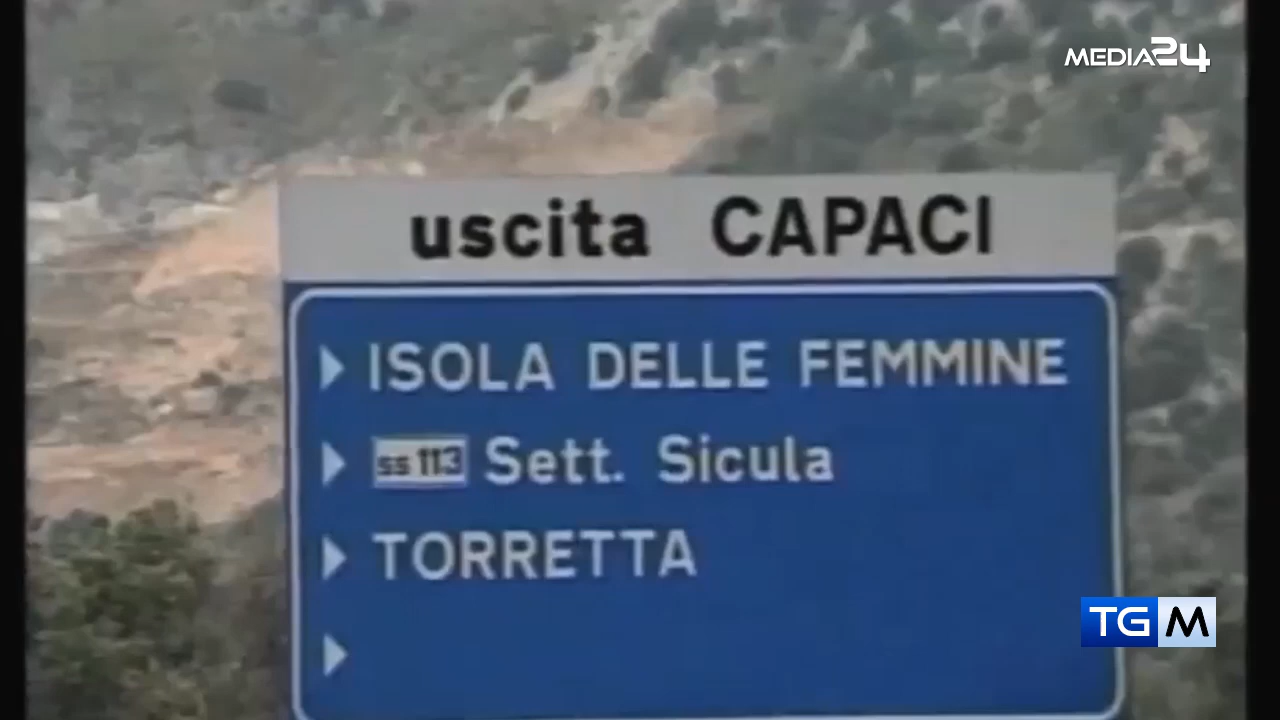 MEDIA24
uscita CAPACI
ISOLA DELLE FEMMINE
ss 113 Sett. Sicula
TORRETTA
TGM